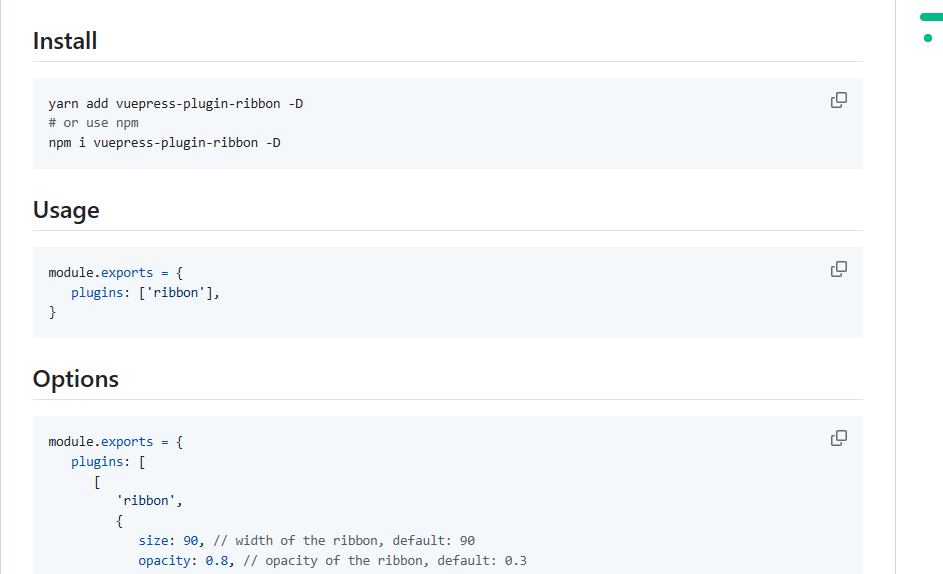 Install
yarn add vuepress-plugin-ribbon -D
# or use npm
npm i vuepress-plugin-ribbon -D
Usage
module.exports = {
   plugins: ['ribbon'],
}
Options
module.exports = {
   plugins: [
      [
         'ribbon',
         {
            size: 90, // width of the ribbon, default: 90
            opacity: 0.8, // opacity of the ribbon, default: 0.3